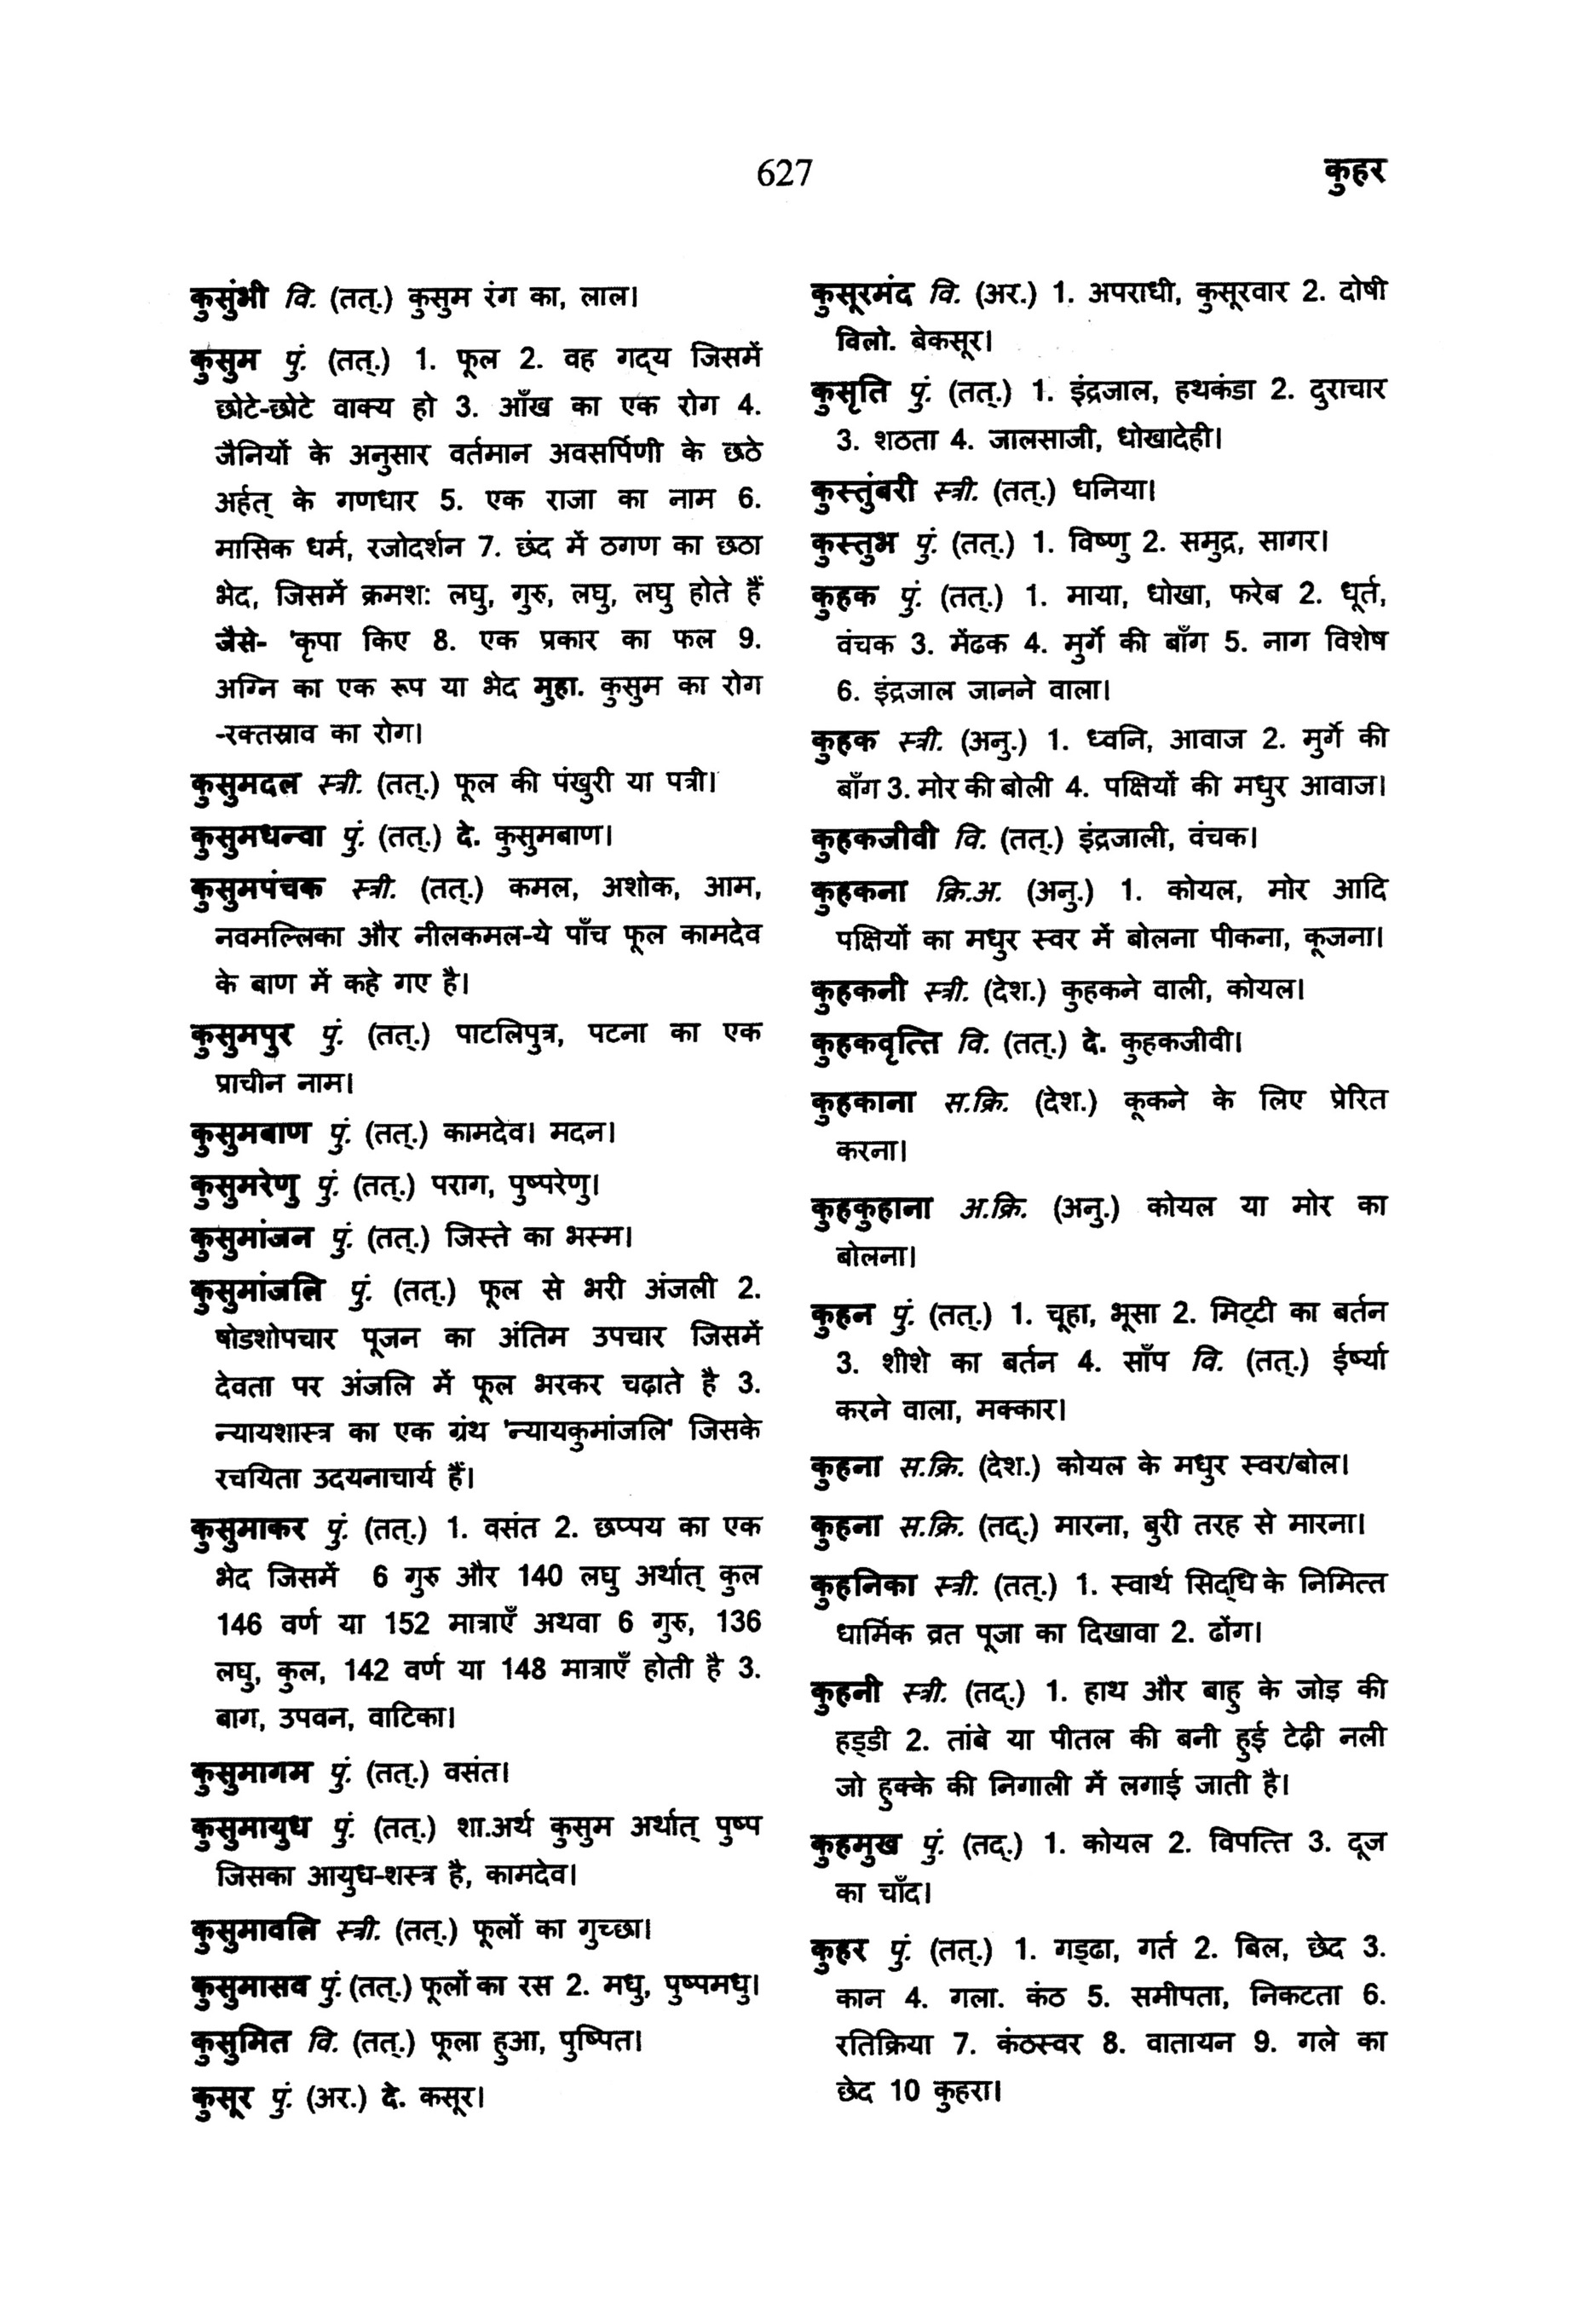 627
कुहर
कुसुंभी वि. (तत्.) कुसुम रंग का, लाल।
कुसुम पुं. (तत्.) 1. फूल 2. वह गद्‌य जिसमें
छोटे-छोटे वाक्य हो 3. आँख का एक रोग 4.
जैनियों के अनुसार वर्तमान अवसर्पिणी के छठे
अर्हत् के गणधार 5. एक राजा का नाम 6.
मासिक धर्म, रजोदर्शन 7. छंद में ठगण का छठा
भेद, जिसमें क्रमश: लघु, गुरु, लघु, लघु होते हैं
जैसे- 'कृपा किए 8. एक प्रकार का फल 9.
अग्नि का एक रूप या भेद मुहा. कुसुम का रोग
-रक्तस्राव का रोग।
कुसुमदल स्त्री. (तत्.) फूल की पंखुरी या पत्री।
कुसुमधन्वा पुं. (तत्.) दे. कुसुमबाण।
कुसुमपंचक स्त्री. (तत्.) कमल, अशोक, आम,
नवमल्लिका और नीलकमल-ये पाँच फूल कामदेव
के बाण में कहे गए है।
कुसुमपुर पुं. (तत्.) पाटलिपुत्र, पटना का एक
प्राचीन नाम।
कुसुमबाण पुं. (तत्.) कामदेव। मदन।
कुसुमरेणु पुं. (तत्.) पराग, पुष्परेणु।
कुसुमांजन पुं. (तत्.) जिस्ते का भस्म।
कुसुमांजलि पुं. (तत्.) फूल से भरी अंजली 2.
षोडशोपचार पूजन का अंतिम उपचार जिसमें
देवता पर अंजलि में फूल भरकर चढ़ाते है 3.
न्यायशास्त्र का एक ग्रंथ 'न्यायकुमांजलि' जिसके
रचयिता उदयनाचार्य हैं।
कुसुमाकर पुं. (तत्.) 1. वसंत 2. छप्पय का एक
भेद जिसमें 6 गुरु और 140 लघु अर्थात् कुल
146 वर्ण या 152 मात्राएँ अथवा 6 गुरु, 136
लघु, कुल, 142 वर्ण या 148 मात्राएँ होती है 3.
बाग, उपवन, वाटिका।
कुसुमागम पुं. (तत्.) वसंत।
कुसुमायुध पुं. (तत्.) शा.अर्थ कुसुम अर्थात् पुष्प
जिसका आयुध-शस्त्र है, कामदेव।
कुसुमावलि स्त्री. (तत्.) फूलों का गुच्छा।
कुसुमासव पुं. (तत्.) फूलों का रस 2. मधु, पुष्पमधु।
कुसुमित वि. (तत्.) फूला हुआ, पुष्पित।
कुसूर पुं. (अर.) दे. कसूर।
कुसूरमंद वि. (अर.) 1. अपराधी, कुसूरवार 2. दोषी
विलो. बेकसूर।
कुसृति पुं. (तत्.) 1. इंद्रजाल, हथकंडा 2. दुराचार
3. शठता 4. जालसाजी, धोखादेही।
कुस्तुंबरी स्त्री. (तत्.) धनिया।
कुस्तुभ पुं. (तत्.) 1. विष्णु 2. समुद्र, सागर।
कुहक पुं. (तत्.) 1. माया, धोखा, फरेब 2. धूर्त,
वंचक 3. मेंढक 4. मुर्गे की बाँग 5. नाग विशेष
6. इंद्रजाल जानने वाला।
कुहक स्त्री. (अनु.) 1. ध्वनि, आवाज 2. मुर्गे की
बाँग 3. मोर की बोली 4. पक्षियों की मधुर आवाज।
कुहकजीवी वि. (तत्.) इंद्रजाली, वंचक।
कुहकना क्रि.अ. (अनु.) 1. कोयल, मोर आदि
पक्षियों का मधुर स्वर में बोलना पीकना, कूजना।
कुहकनी स्त्री. (देश.) कुहकने वाली, कोयल।
कुहकवृत्ति वि. (तत्.) दे. कुहकजीवी।
कुहकाना स.क्रि. (देश.) कूकने के लिए प्रेरित
करना।
कुहकुहाना अ.क्रि. (अनु.) कोयल या मोर का
बोलना।
कुहन पुं. (तत्.) 1. चूहा, भूसा 2. मिट्‌टी का बर्तन
3. शीशे का बर्तन 4. साँप वि. (तत्.) ईर्ष्या
करने वाला, मक्कार।
कुहना स.क्रि. (देश.) कोयल के मधुर स्वर/बोल।
कुहना स.क्रि. (तद्.) मारना, बुरी तरह से मारना।
कुहनिका स्त्री. (तत्.) 1. स्वार्थ सिद्‌धि के निमित्त
धार्मिक व्रत पूजा का दिखावा 2. ढोंग।
कुहनी स्त्री. (तद्.) 1. हाथ और बाहु के जोड़ की
हड्‌डी 2. तांबे या पीतल की बनी हुई टेढ़ी नली
जो हुक्के की निगाली में लगाई जाती है।
कुहमुख पुं. (तद्.) 1. कोयल 2. विपत्ति 3. दूज
का चाँद।
कुहर पुं. (तत्.) 1. गड्‌ढा, गर्त 2. बिल, छेद 3.
कान 4. गला. कंठ 5. समीपता, निकटता 6.
रतिक्रिया 7. कंठस्वर 8. वातायन 9. गले का
छेद 10 कुहरा।